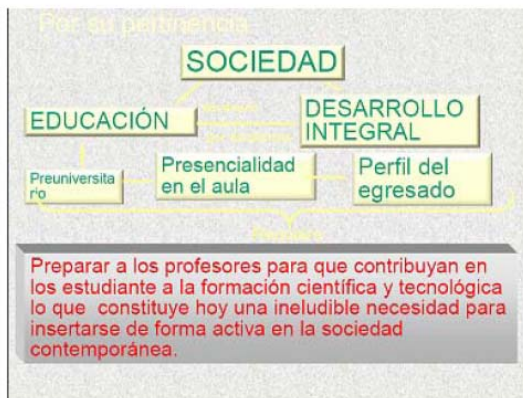 Por su pertinencia
SOCIEDAD
EDUCACIÓN
DESARROLLO
INTEGRAL
Preuniversita
rio
Presencialidad
en el aula
Perfil del
egresado
Preparar a los profesores para que contribuyan en
los estudiante a la formación científica y tecnológica
lo que constituye hoy una ineludible necesidad para
insertarse de forma activa en la sociedad
contemporánea.